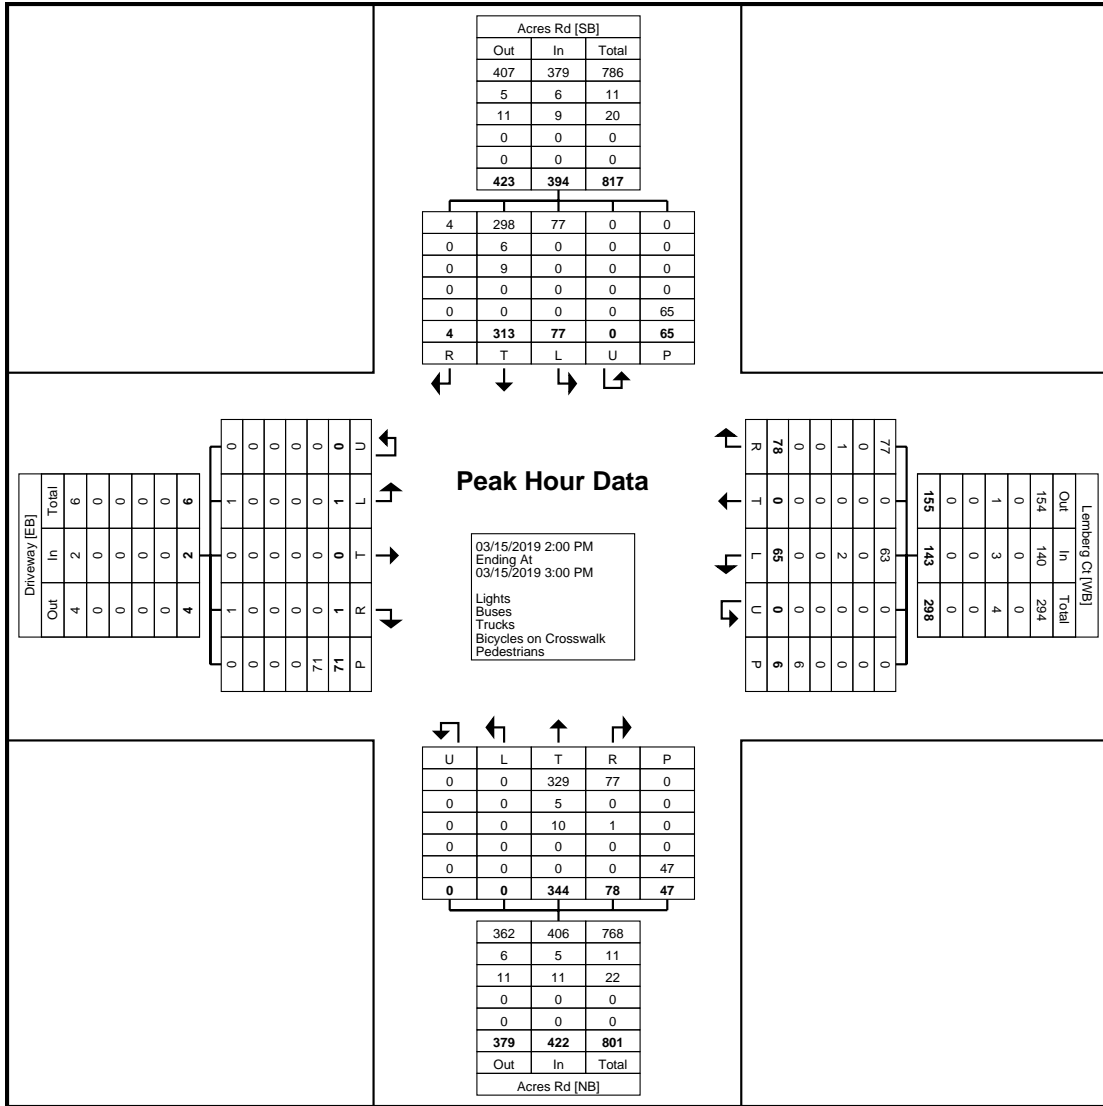 Acres Rd [SB]
Out In Total
407 379 786
5 6 11
11 9 20
0 0 0
0 0 0
423 394 817
4 298 77 0 0
0 6 0 0 0
0 9 0 0 0
0 0 0 0 0
0 0 0 0 65
4 313 77 0 65
R T L U P
Driveway [EB]
Total 6 0 0 0 0 6
In 2 0 0 0 0 2
Out 4 0 0 0 0 4
0 0 0 0 0 0 U
1 0 0 0 0 1 L
0 0 0 0 0 0 T
1 0 0 0 0 1 R
0 0 0 0 71 71 P
Peak Hour Data
03/15/2019 2:00 PM
Ending At
03/15/2019 3:00 PM
Lights
Buses
Trucks
Bicycles on Crosswalk
Pedestrians
R 78 0 0 1 0 77
T 0 0 0 0 0 0
L 65 0 0 2 0 63
U 0 0 0 0 0 0
P 6 6 0 0 0 0
155 0 0 1 0 154 Out
143 0 0 3 0 140 In
298 0 0 4 0 294 Total
Lemberg Ct [WB]
U L T R P
0 0 329 77 0
0 0 5 0 0
0 0 10 1 0
0 0 0 0 0
0 0 0 0 47
0 0 344 78 47
362 406 768
6 5 11
11 11 22
0 0 0
0 0 0
379 422 801
Out In Total
Acres Rd [NB]